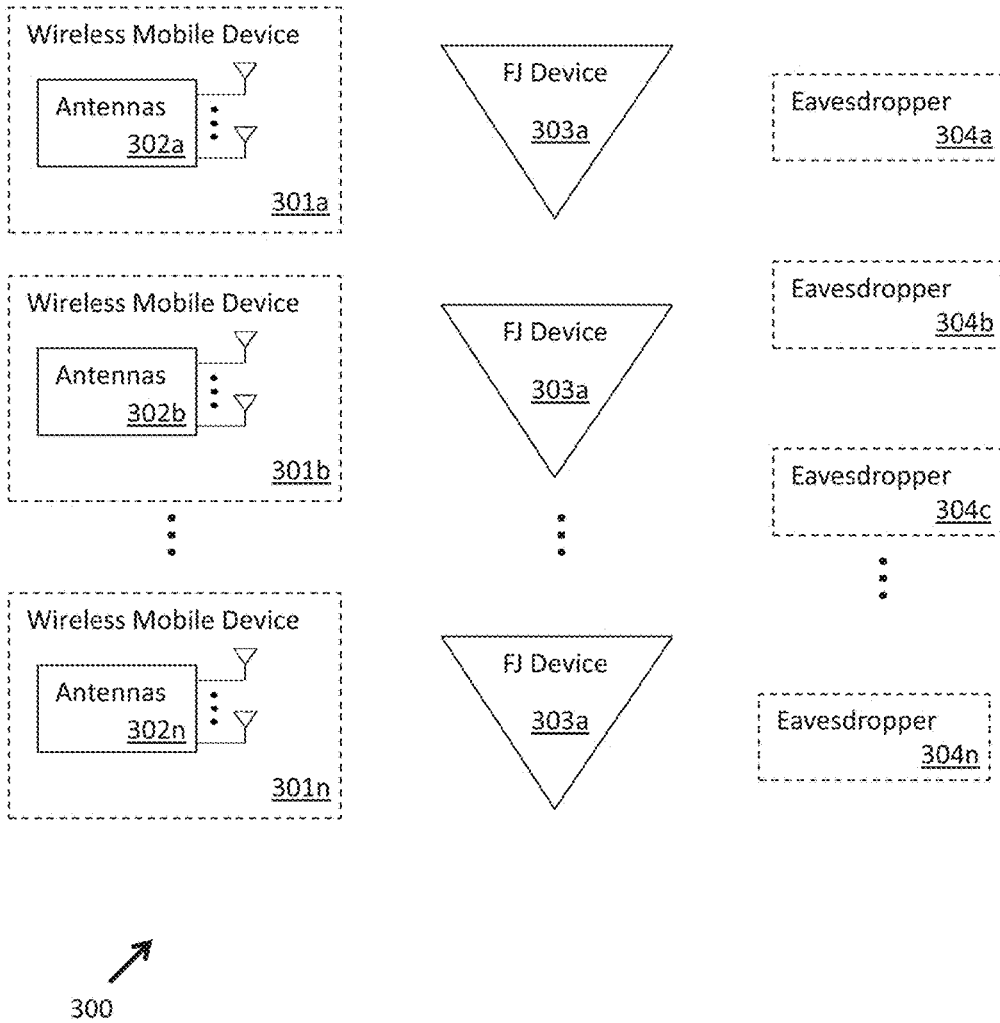 Wireless Mobile Device
Antennas
302a
301a
FJ Device
303a
Eavesdropper
304a
Wireless Mobile Device
Antennas
302b
301b
FJ Device
303a
Eavesdropper
304b
Eavesdropper
304c
Wireless Mobile Device
Antennas
302n
301n
FJ Device
303a
Eavesdropper
304n
300